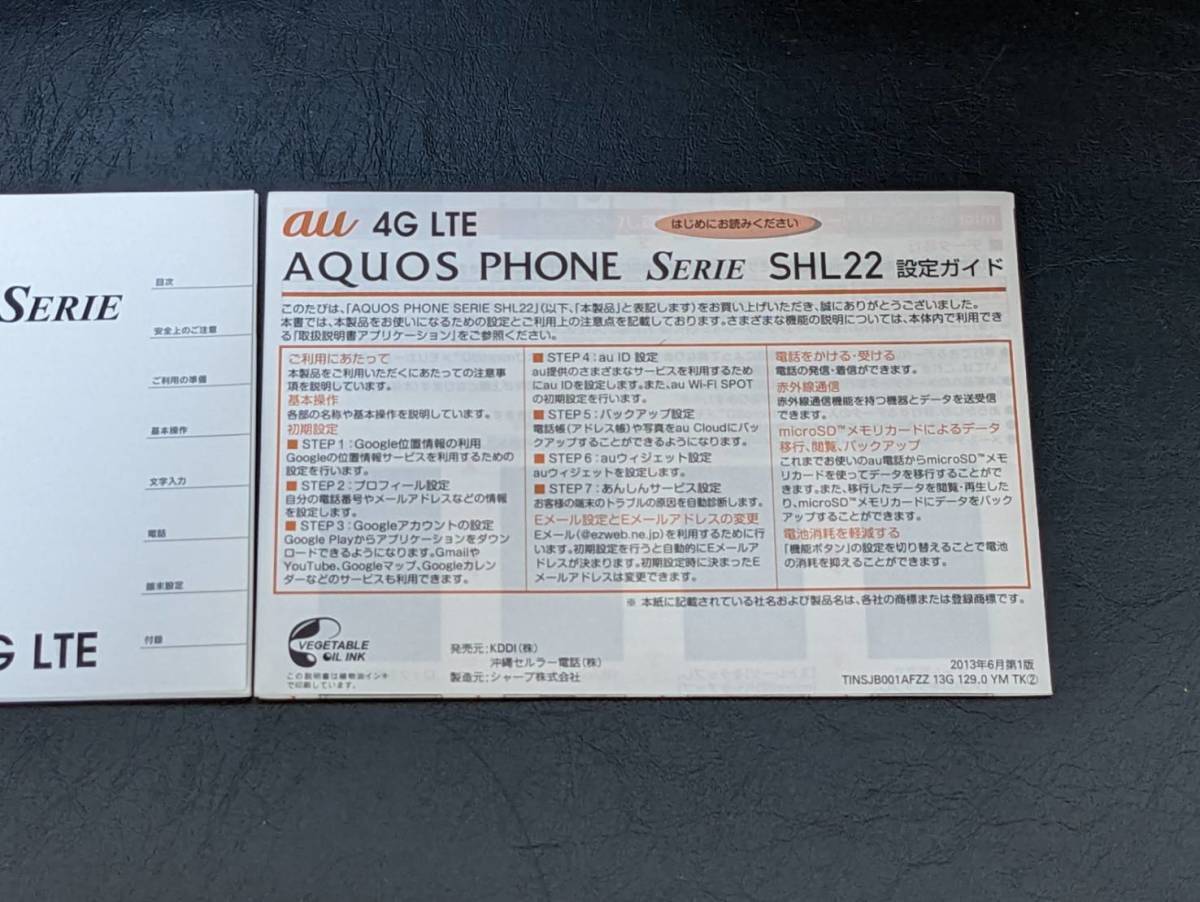 SERIE
目次
安全上のご注意
ご利用の準備
基本操作
文字入力
電話
端末設定
付録
G LTE
au 4G LTE
はじめにお読みください
AQUOS PHONE SERIE SHL22 設定ガイド
このたびは、「AQUOS PHONE SERIE SHL22」(以下、「本製品」と表記します)をお買い上げいただき、誠にありがとうございました。
本書では、本製品をお使いになるための設定とご利用上の注意点を記載しております。さまざまな機能の説明については、本体内で利用でき
る『取扱説明書アプリケーション』をご参照ください。
ご利用にあたって
本製品をご利用いただくにあたっての注意事
項を説明しています。
基本操作
各部の名称や基本操作を説明しています。
初期設定
■ STEP 1：Google位置情報の利用
Googleの位置情報サービスを利用するための
設定を行います。
■ STEP 2：プロフィール設定
自分の電話番号やメールアドレスなどの情報
を設定します。
■ STEP 3：Googleアカウントの設定
Google Playからアプリケーションをダウン
ロードできるようになります。Gmailや
YouTube、Googleマップ、Googleカレン
ダーなどのサービスも利用できます。
■ STEP 4：au ID 設定
au提供のさまざまなサービスを利用するため
にau IDを設定します。また、au Wi-Fi SPOT
の初期設定を行います。
■ STEP 5：バックアップ設定
電話帳(アドレス帳)や写真をau Cloudにバッ
クアップすることができるようになります。
■ STEP 6：auウィジェット設定
auウィジェットを設定します。
■ STEP 7：あんしんサービス設定
お客様の端末のトラブルの原因を自動診断します。
Eメール設定とEメールアドレスの変更
Eメール(@ezweb.ne.jp)を利用するために行
います。初期設定を行うと自動的にEメールア
ドレスが決まります。初期設定時に決まったE
メールアドレスは変更できます。
電話をかける・受ける
電話の発信・着信ができます。
赤外線通信
赤外線通信機能を持つ機器とデータを送受信
できます。
microSD™メモリカードによるデータ
移行、閲覧、バックアップ
これまでお使いのau電話からmicroSD™メモ
リカードを使ってデータを移行することがで
きます。また、移行したデータを閲覧・再生した
り、microSD™メモリカードにデータをバック
アップすることができます。
電池消耗を軽減する
「機能ボタン」の設定を切り替えることで電池
の消耗を抑えることができます。
※ 本紙に記載されている社名および製品名は、各社の商標または登録商標です。
VEGETABLE
OIL INK
この説明書は植物油インキ
で印刷しています。
発売元：KDDI(株)
沖縄セルラー電話(株)
製造元：シャープ株式会社
2013年6月第1版
TINSJB001AFZZ 13G 129.0 YM TK②